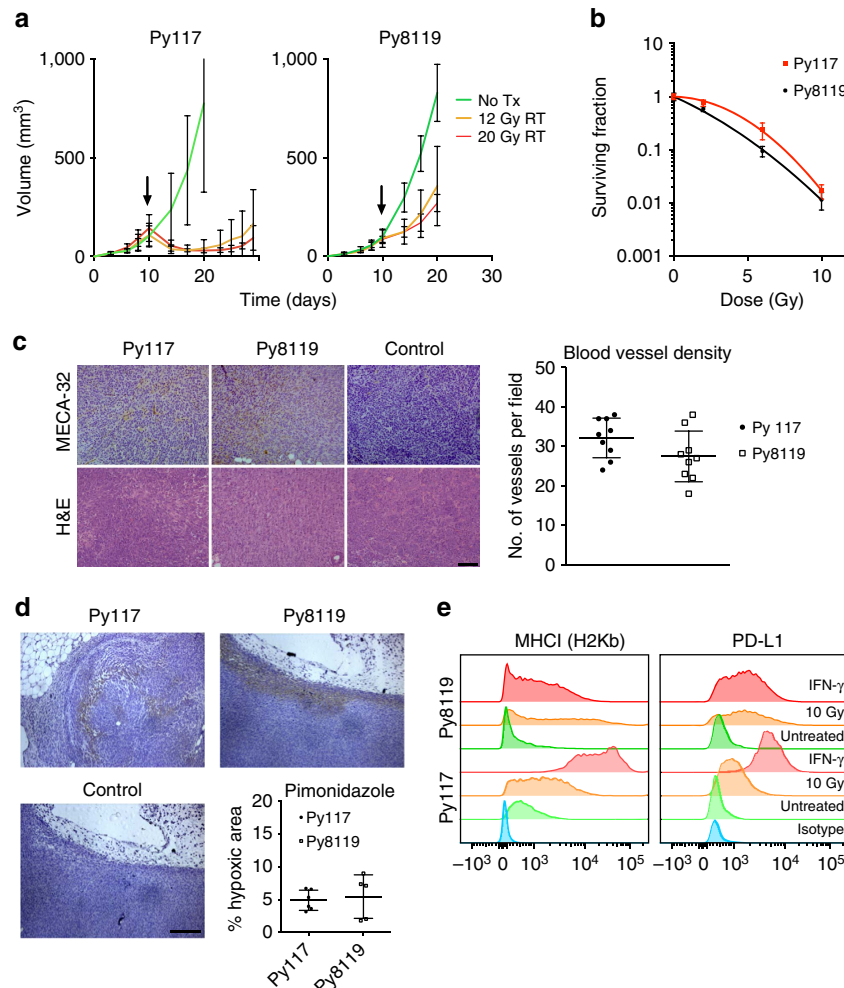 a
Py117
Py8119
1,000
500
0
Volume (mm³)
0 10 20
1,000
500
0
0 10 20 30
Time (days)
No Tx
12 Gy RT
20 Gy RT
b
10
1
0.1
0.01
0.001
Surviving fraction
0 5 10
Dose (Gy)
Py117
Py8119
c
Py117 Py8119 Control
MECA-32
H&E
Blood vessel density
50
40
30
20
10
0
No. of vessels per field
Py 117
Py8119
d
Py117
Py8119
Control
Pimonidazole
20
15
10
5
0
% hypoxic area
Py117
Py8119
Py117
Py8119
e
MHCI (H2Kb)
PD-L1
Py8119
Py117
IFN-γ
10 Gy
Untreated
IFN-γ
10 Gy
Untreated
Isotype
−10³ 0 10³ 10⁴ 10⁵
−10³ 0 10³ 10⁴ 10⁵